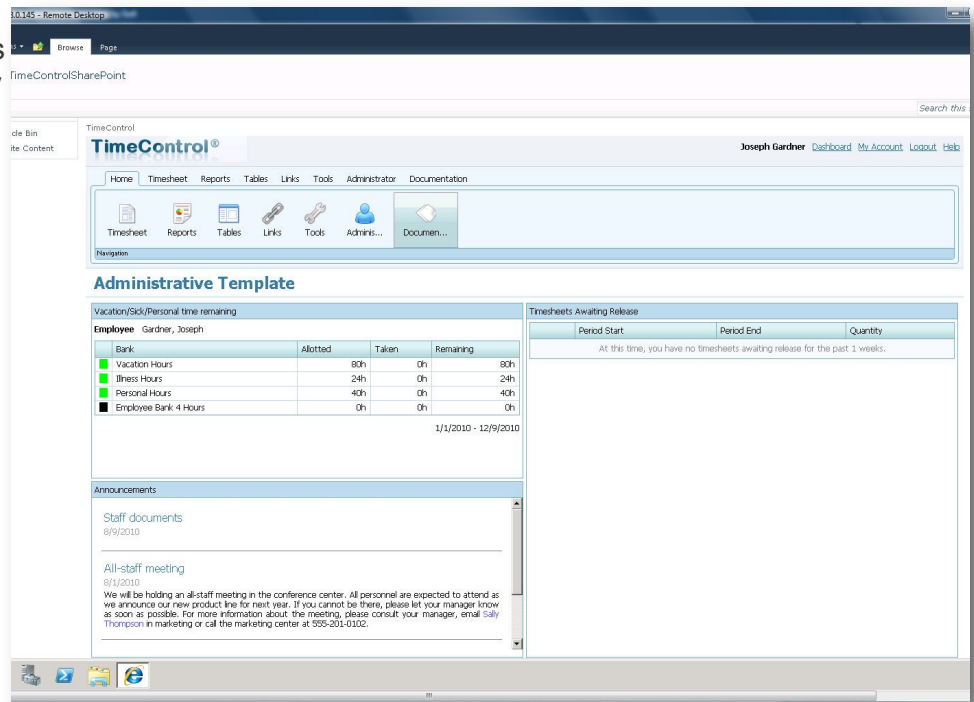 3.0.145 - Remote Desktop
Browse Page
TimeControlSharePoint
Search this
cle Bin
ite Content
TimeControl
TimeControl®
Joseph Gardner Dashboard My Account Logout Help
Home Timesheet Reports Tables Links Tools Administrator Documentation
Timesheet Reports Tables Links Tools Adminis... Documen...
Navigation
Administrative Template
Vacation/Sick/Personal time remaining
Employee Gardner, Joseph
Bank Allotted Taken Remaining
Vacation Hours 80h 0h 80h
Illness Hours 24h 0h 24h
Personal Hours 40h 0h 40h
Employee Bank 4 Hours 0h 0h 0h
1/1/2010 - 12/9/2010
Timesheets Awaiting Release
Period Start Period End Quantity
At this time, you have no timesheets awaiting release for the past 1 weeks.
Announcements
Staff documents
8/9/2010
All-staff meeting
8/1/2010
We will be holding an all-staff meeting in the conference center. All personnel are expected to attend as
we announce our new product line for next year. If you cannot be there, please let your manager know
as soon as possible. For more information about the meeting, please consult your manager, email Sally
Thompson in marketing or call the marketing center at 555-201-0102.